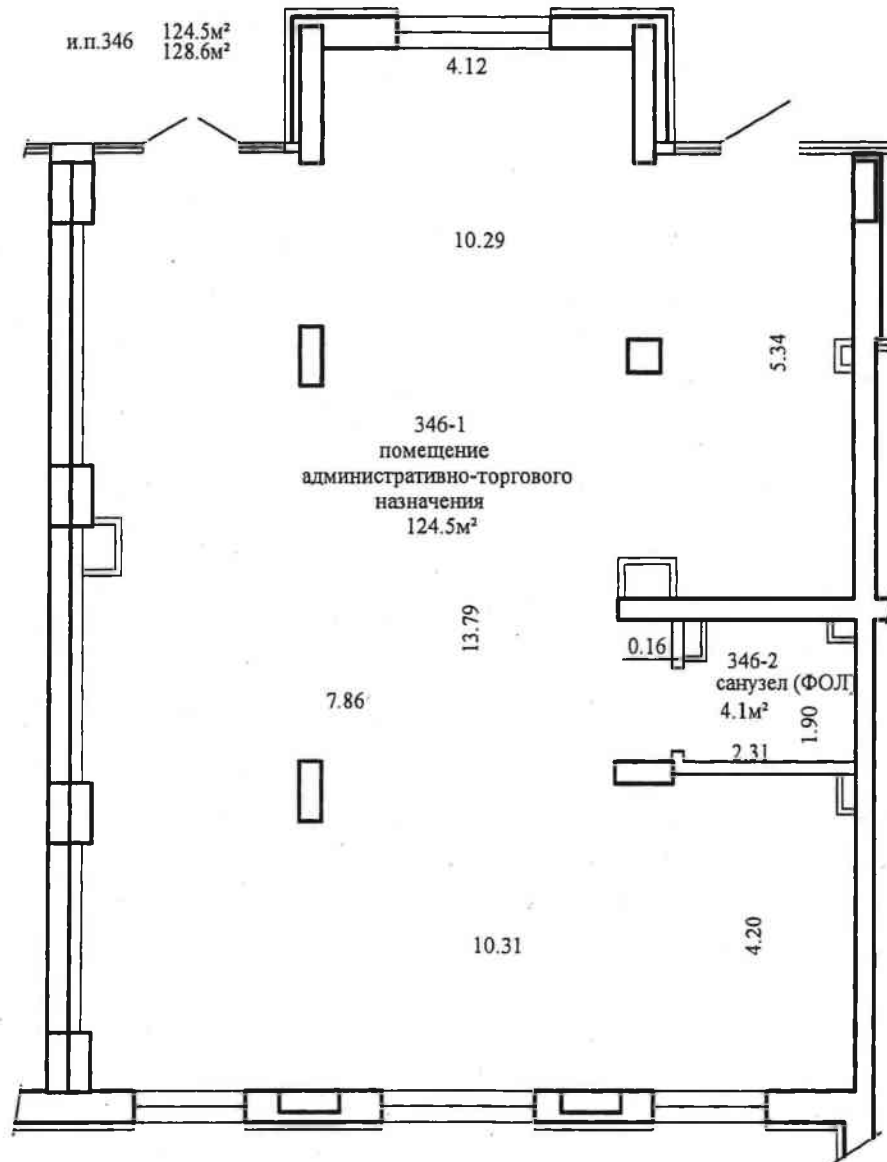 и.п.346 124.5м²
128.6м²
4.12
10.29
5.34
346-1
помещение
административно-торгового
назначения
124.5м²
13.79
0.16
346-2
санузел (ФОЛ)
4.1м²
1.90
7.86
2.31
10.31
4.20